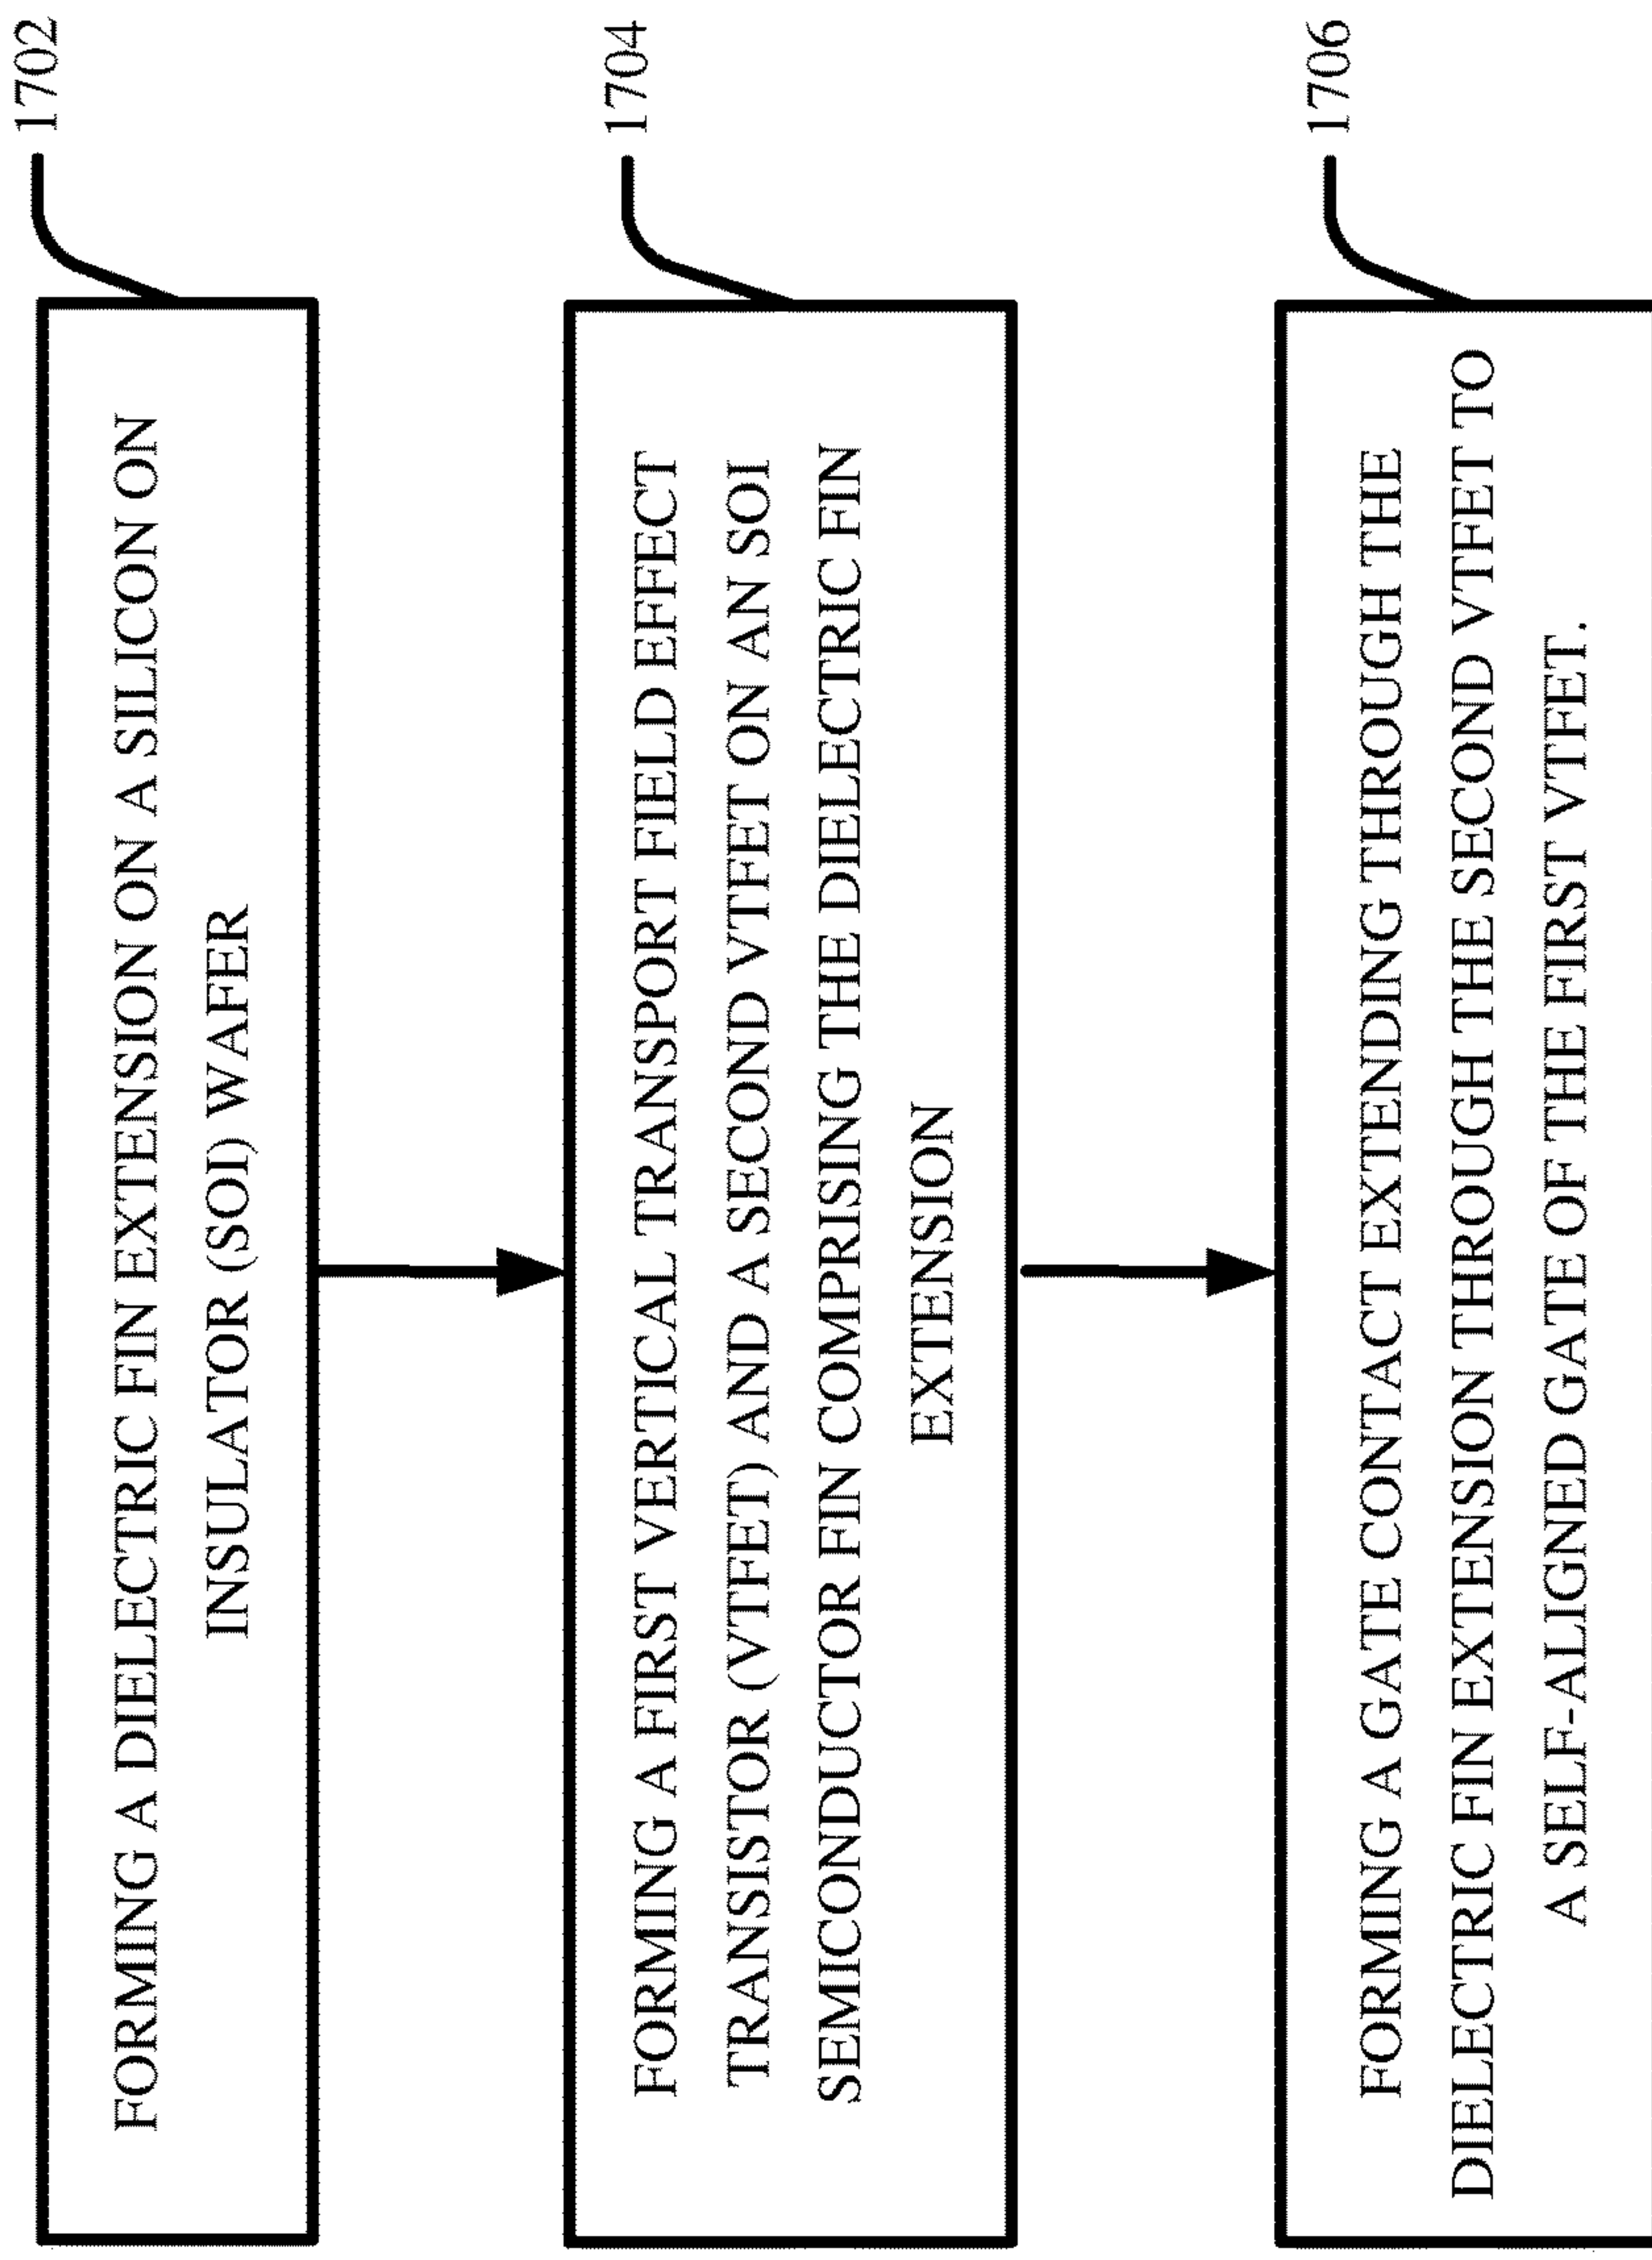 1702
FORMING A DIELECTRIC FIN EXTENSION ON A SILICON ON
INSULATOR (SOI) WAFER
1704
FORMING A FIRST VERTICAL TRANSPORT FIELD EFFECT
TRANSISTOR (VTFET) AND A SECOND VTFET ON AN SOI
SEMICONDUCTOR FIN COMPRISING THE DIELECTRIC FIN
EXTENSION
1706
FORMING A GATE CONTACT EXTENDING THROUGH THE
DIELECTRIC FIN EXTENSION THROUGH THE SECOND VTFET TO
A SELF-ALIGNED GATE OF THE FIRST VTFET.